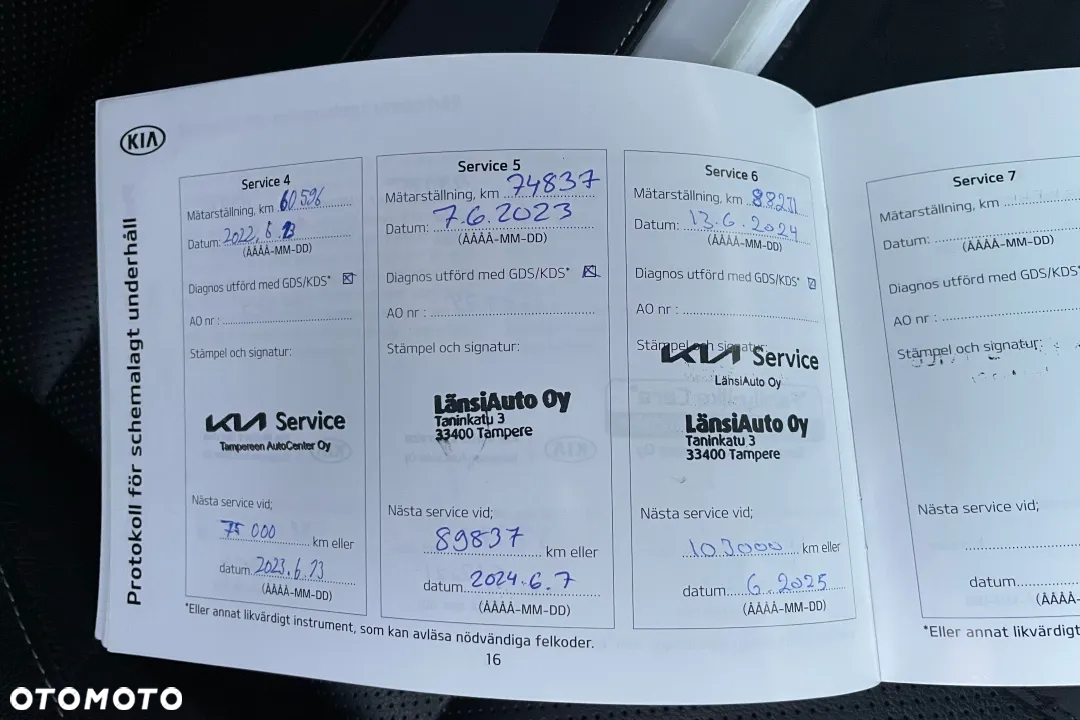 KIA
Protokoll för schemalagt underhåll
Service 4
Mätarställning, km 60 596
Datum: 2022, 6.
(ÅÅÅÅ-MM-DD)
Diagnos utförd med GDS/KDS*
AO nr :
Stämpel och signatur:
KIA Service
Tampereen AutoCenter Oy
Nästa service vid;
75 000 km eller
datum 2023.6.13
(ÅÅÅÅ-MM-DD)
Service 5
Mätarställning, km 74837
Datum: 7.6.2023
(ÅÅÅÅ-MM-DD)
Diagnos utförd med GDS/KDS*
AO nr :
Stämpel och signatur:
LänsiAuto Oy
Taninkatu 3
33400 Tampere
Nästa service vid;
89837 km eller
datum 2024.6.7
(ÅÅÅÅ-MM-DD)
Service 6
Mätarställning, km
Datum: 13.6.2024
(ÅÅÅÅ-MM-DD)
Diagnos utförd med GDS/KDS*
AO nr :
Stämpel och signatur:
KIA Service
LänsiAuto Oy
LänsiAuto Oy
Taninkatu 3
33400 Tampere
Nästa service vid;
103000 km eller
datum 6.2025
(ÅÅÅÅ-MM-DD)
*Eller annat likvärdigt instrument, som kan avläsa nödvändiga felkoder.
16
Service 7
Mätarställning, km
Datum:
(ÅÅÅÅ-MM-DD)
Diagnos utförd med GDS/KDS*
AO nr :
Stämpel och signatur:
Nästa service vid;
datum
(ÅÅÅÅ-
*Eller annat likvärdigt
OTOMOTO